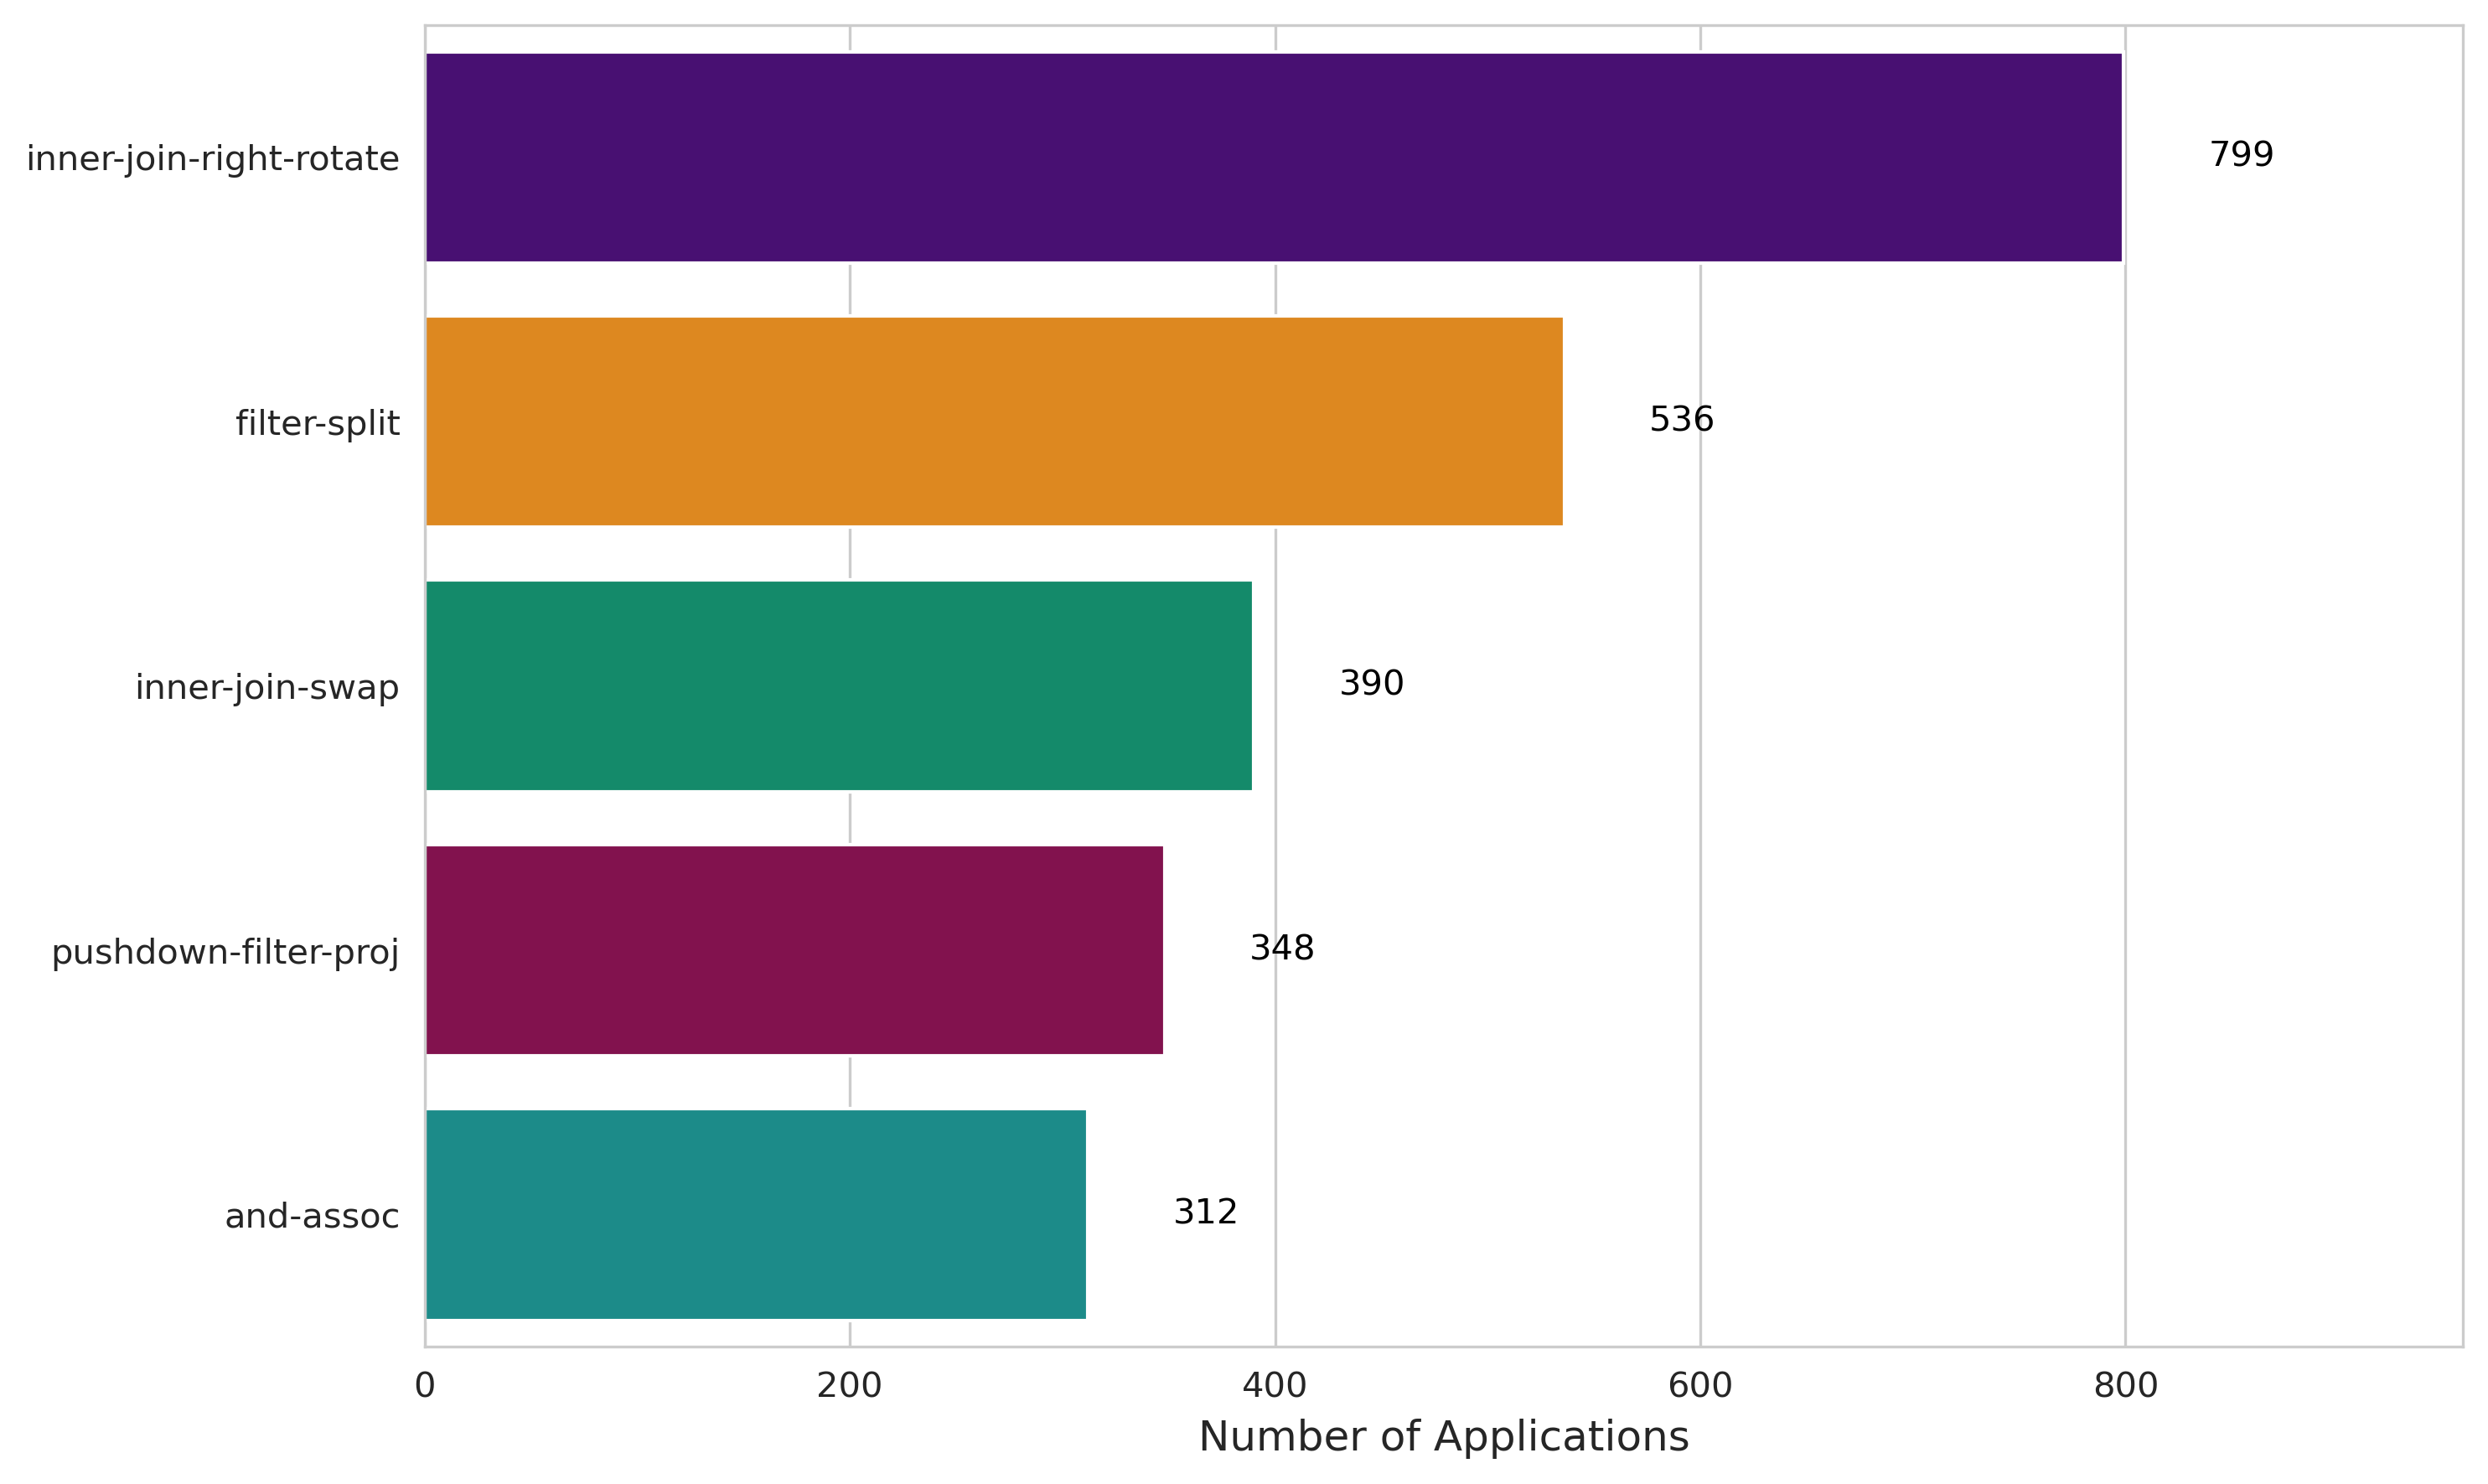 inner-join-right-rotate 799
filter-split 536
inner-join-swap 390
pushdown-filter-proj 348
and-assoc 312
0 200 400 600 800
Number of Applications